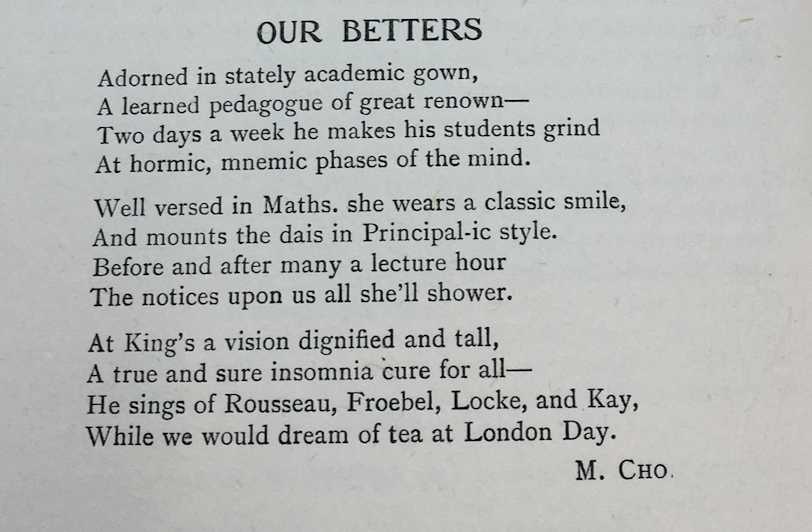 OUR BETTERS
Adorned in stately academic gown,
A learned pedagogue of great renown—
Two days a week he makes his students grind
At hormic, mnemic phases of the mind.
Well versed in Maths. she wears a classic smile,
And mounts the dais in Principal-ic style.
Before and after many a lecture hour
The notices upon us all she'll shower.
At King's a vision dignified and tall,
A true and sure insomnia cure for all—
He sings of Rousseau, Froebel, Locke, and Kay,
While we would dream of tea at London Day.
M. CHO.